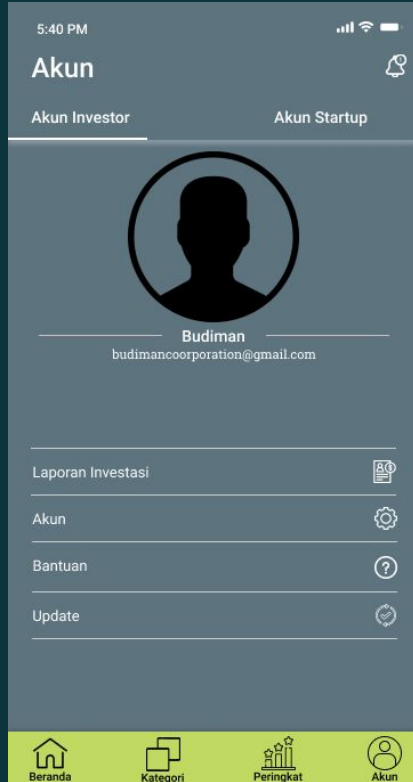 5:40 PM
Akun
Akun Investor
Akun Startup
Budiman
budimancoorporation@gmail.com
Laporan Investasi
Akun
Bantuan
Update
Beranda
Kategori
Peringkat
Akun